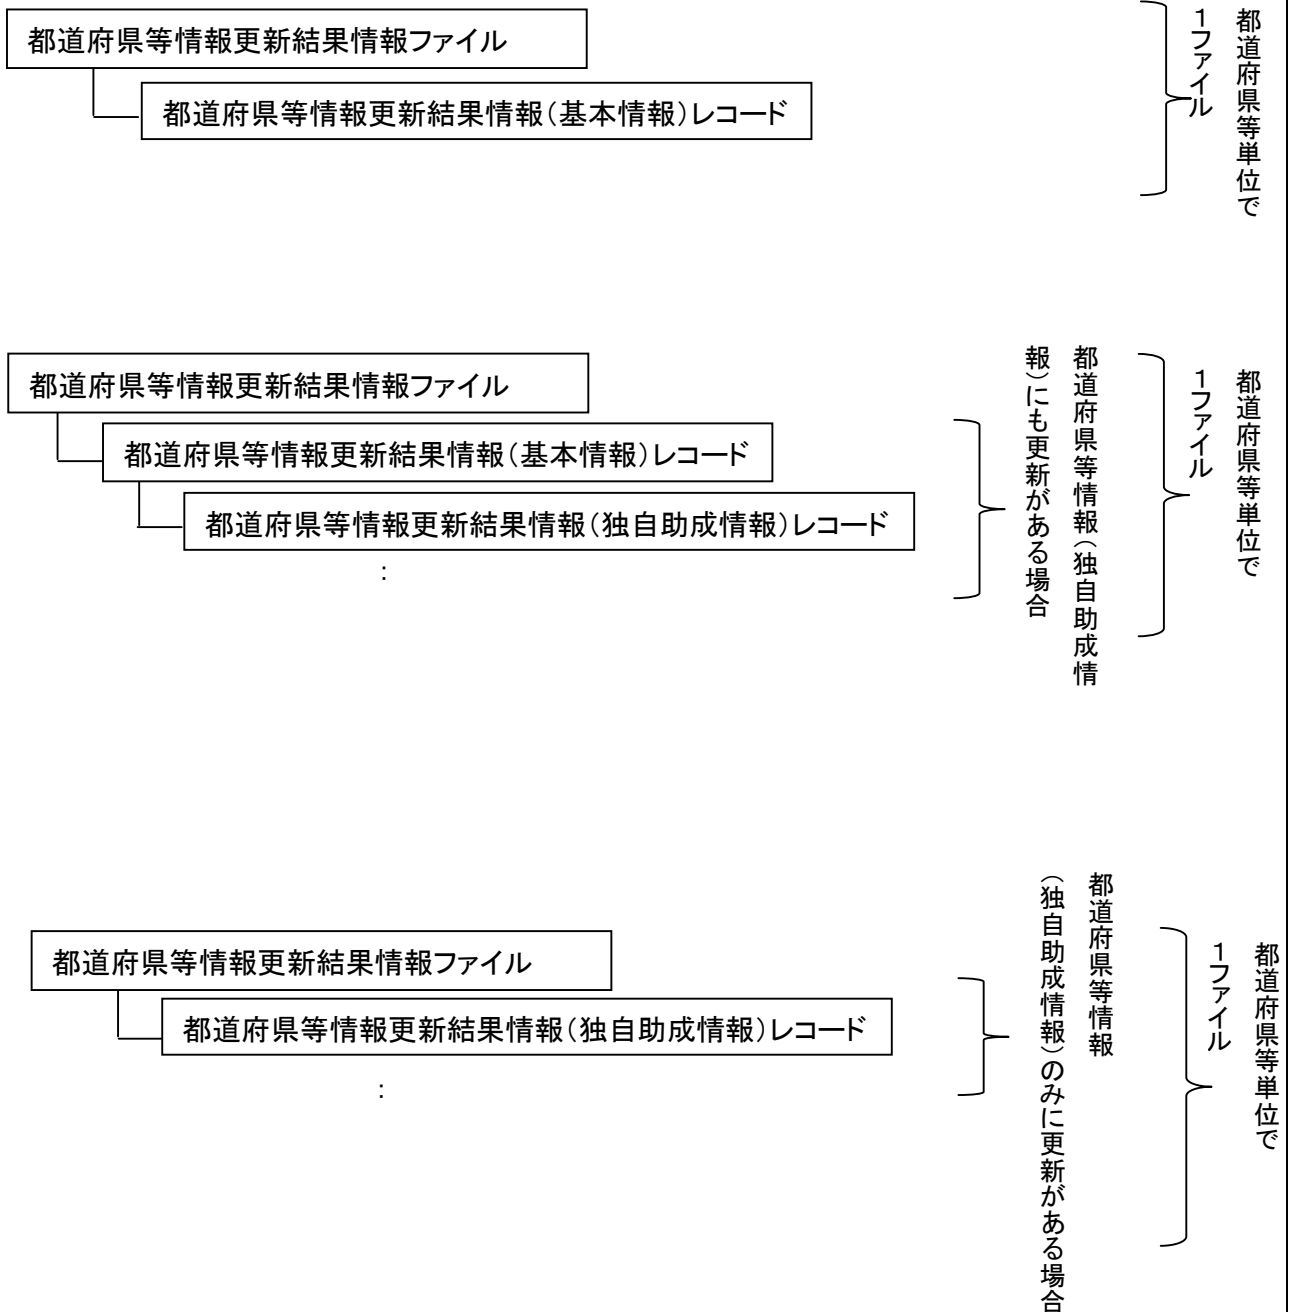 都道府県等情報更新結果情報ファイル
都道府県等情報更新結果情報(基本情報)レコード
都道府県等単位で
1ファイル
都道府県等情報更新結果情報ファイル
都道府県等情報更新結果情報(基本情報)レコード
都道府県等情報更新結果情報(独自助成情報)レコード
:
都道府県等情報(独自助成情
報)にも更新がある場合
都道府県等単位で
1ファイル
都道府県等情報更新結果情報ファイル
都道府県等情報更新結果情報(独自助成情報)レコード
:
都道府県等情報
(独自助成情報)のみに更新がある場合
都道府県等単位で
1ファイル